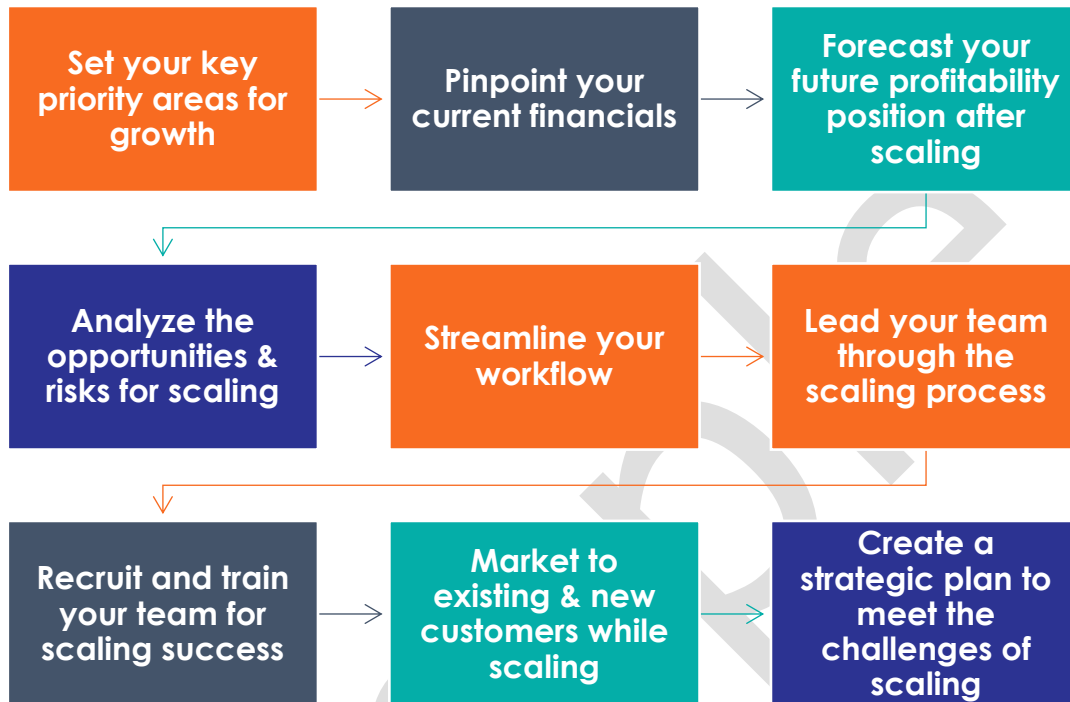 Set your key
priority areas for
growth
Pinpoint your
current financials
Forecast your
future profitability
position after
scaling
Analyze the
opportunities &
risks for scaling
Streamline your
workflow
Lead your team
through the
scaling process
Recruit and train
your team for
scaling success
Market to
existing & new
customers while
scaling
Create a
strategic plan to
meet the
challenges of
scaling